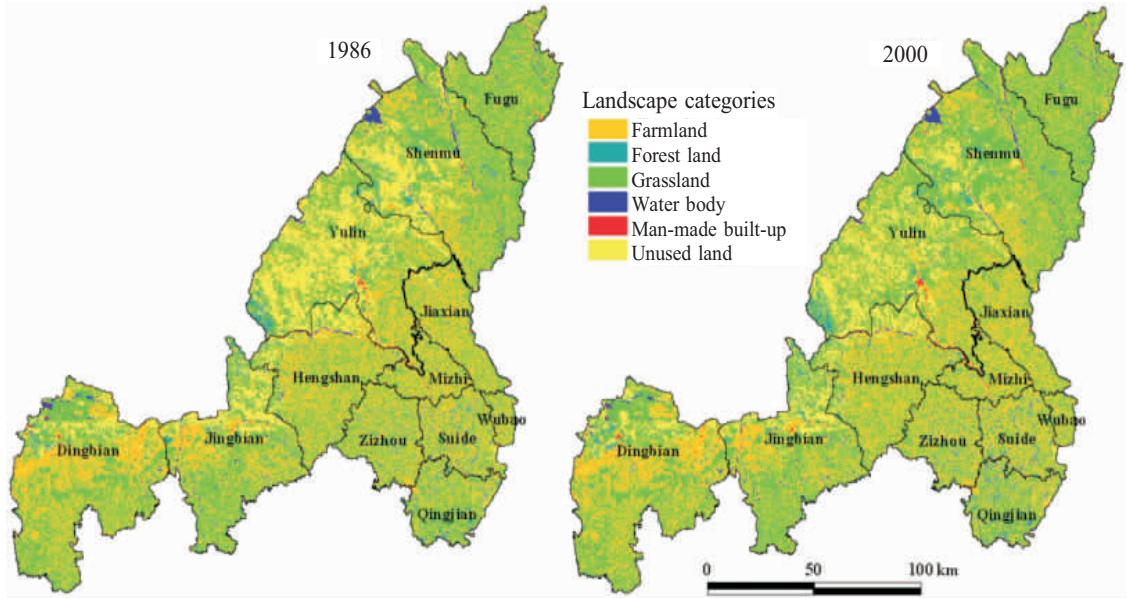 1986
Fugu
Shenmu
Yulin
Jiaxian
Hengshan
Mizhi
Wubao
Zizhou
Suide
Jingbian
Dingbian
Qingjian
Landscape categories
Farmland
Forest land
Grassland
Water body
Man-made built-up
Unused land
2000
Fugu
Shenmu
Yulin
Jiaxian
Hengshan
Mizhi
Wubao
Zizhou
Suide
Jingbian
Dingbian
Qingjian
0 50 100 km